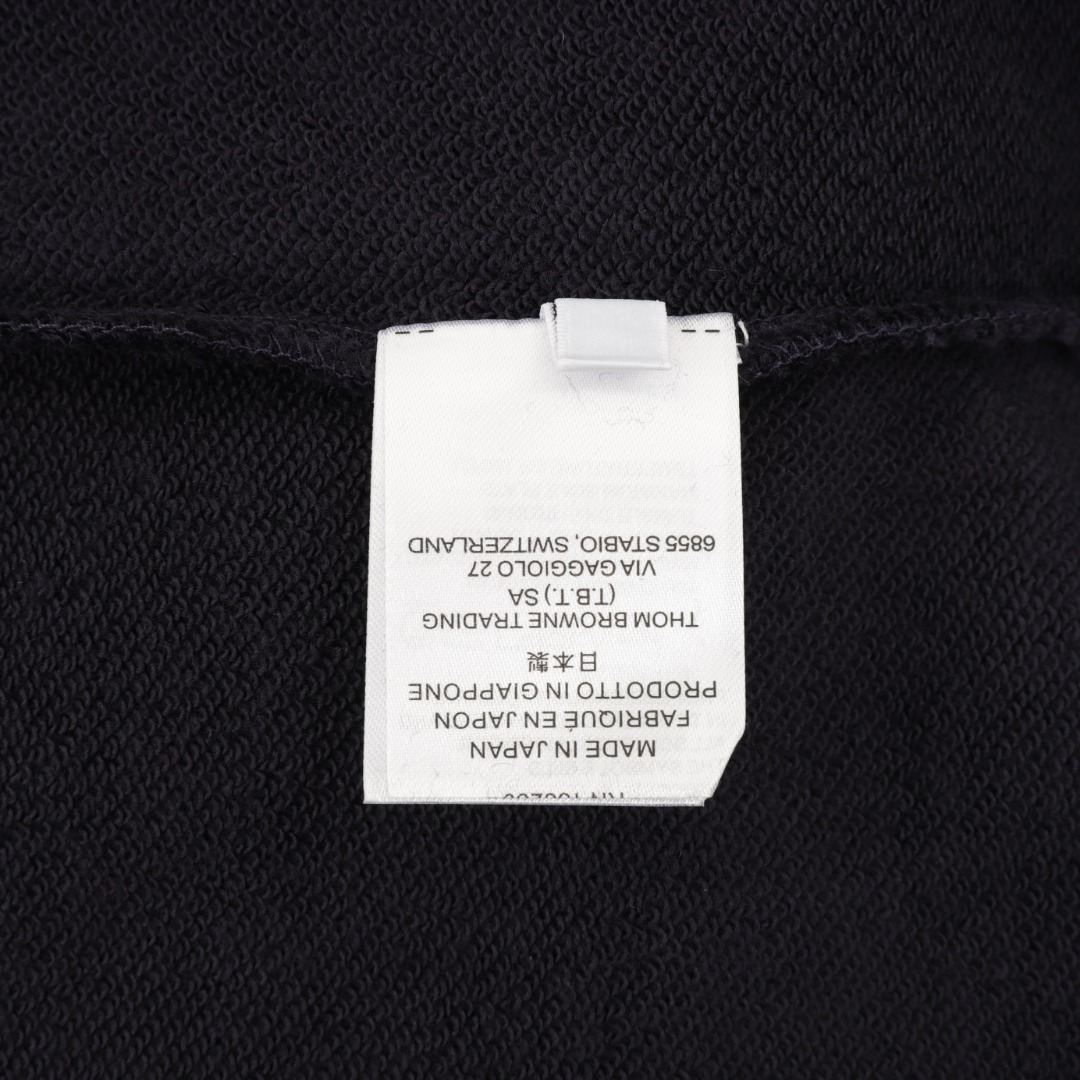 MADE IN JAPAN
FABRIQUÉ EN JAPON
PRODOTTO IN GIAPPONE
日本製
THOM BROWNE TRADING
(T.B.T.) SA
VIA GAGGIOLO 27
6855 STABIO, SWITZERLAND